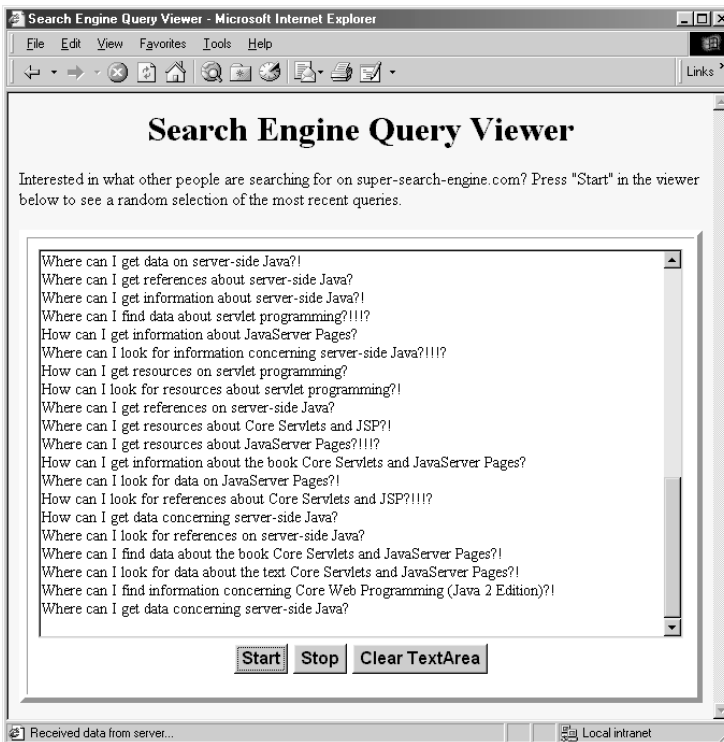 Search Engine Query Viewer - Microsoft Internet Explorer
File Edit View Favorites Tools Help
Links
Search Engine Query Viewer
Interested in what other people are searching for on super-search-engine.com? Press "Start" in the viewer
below to see a random selection of the most recent queries.
Where can I get data on server-side Java?!
Where can I get references about server-side Java?
Where can I get information about server-side Java?!
Where can I find data about servlet programming?!!!?
How can I get information about JavaServer Pages?
Where can I look for information concerning server-side Java?!!!?
How can I get resources on servlet programming?
How can I look for resources about servlet programming?!
Where can I get references on server-side Java?
Where can I get resources about Core Servlets and JSP?!
Where can I get resources about JavaServer Pages?!!!?
How can I get information about the book Core Servlets and JavaServer Pages?
Where can I look for data on JavaServer Pages?!
How can I look for references about Core Servlets and JSP?!!!?
How can I get data concerning server-side Java?
Where can I look for references on server-side Java?
Where can I find data about the book Core Servlets and JavaServer Pages?!
Where can I look for data about the text Core Servlets and JavaServer Pages?!
Where can I find information concerning Core Web Programming (Java 2 Edition)?!
Where can I get data concerning server-side Java?
Start Stop Clear TextArea
Received data from server... Local intranet